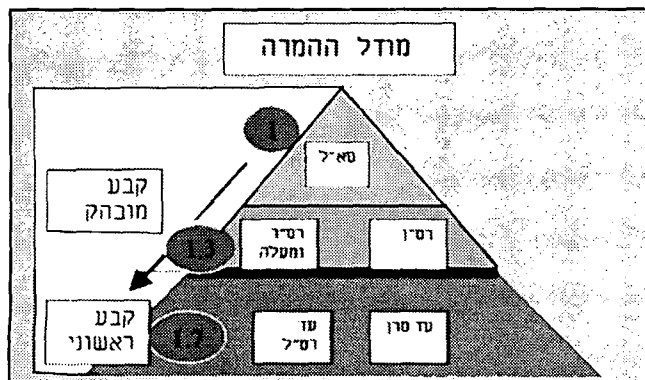 מודל ההמרה
1
סא"ל
קבע
מובהק
1.3
רס"ר
ומעלה
רס"ן
קבע
ראשוני
1.7
עד
רס"ל
עד סרן